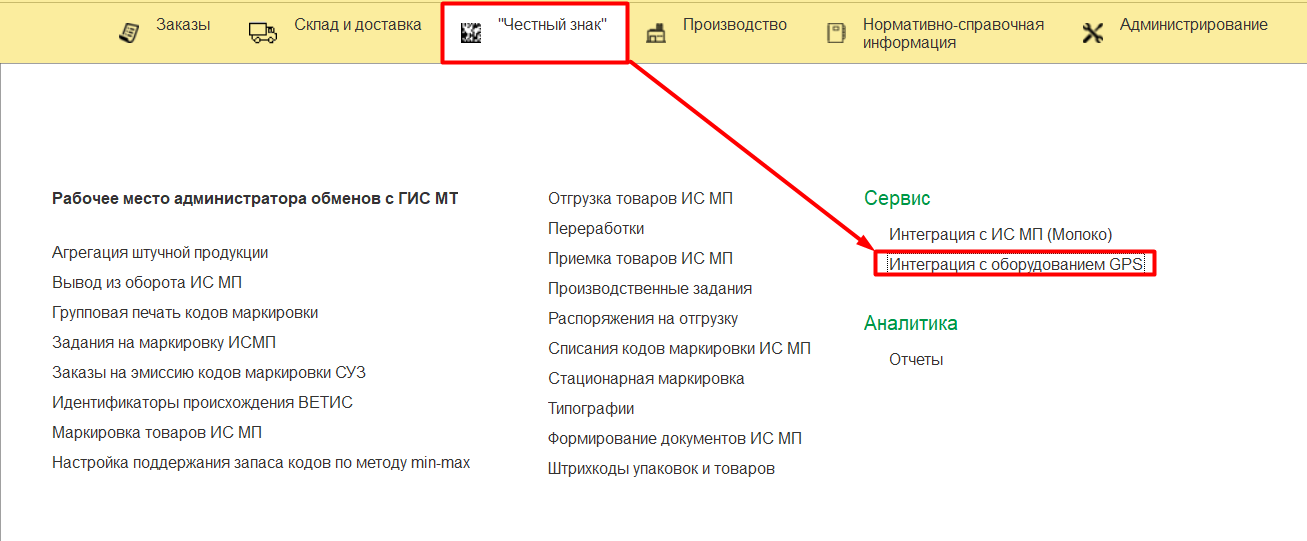 Заказы
Склад и доставка
"Честный знак"
Производство
Нормативно-справочная
информация
Администрирование
Рабочее место администратора обменов с ГИС МТ
Агрегация штучной продукции
Вывод из оборота ИС МП
Групповая печать кодов маркировки
Задания на маркировку ИСМП
Заказы на эмиссию кодов маркировки СУЗ
Идентификаторы происхождения ВЕТИС
Маркировка товаров ИС МП
Настройка поддержания запаса кодов по методу min-max
Отгрузка товаров ИС МП
Переработки
Приемка товаров ИС МП
Производственные задания
Распоряжения на отгрузку
Списания кодов маркировки ИС МП
Стационарная маркировка
Типографии
Формирование документов ИС МП
Штрихкоды упаковок и товаров
Сервис
Интеграция с ИС МП (Молоко)
Интеграция с оборудованием GPS
Аналитика
Отчеты